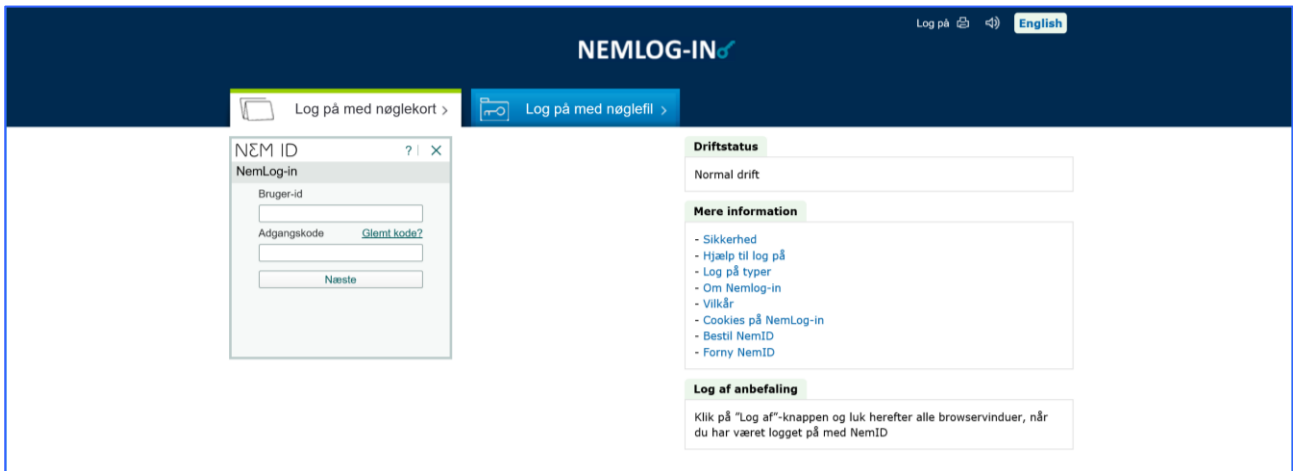 Log på English
NEMLOG-IN
Log på med nøglekort >
Log på med nøglefil >
NEM ID ? | X
NemLog-in
Bruger-id
Adgangskode Glemt kode?
Næste
Driftstatus
Normal drift
Mere information
- Sikkerhed
- Hjælp til log på
- Log på typer
- Om Nemlog-in
- Vilkår
- Cookies på NemLog-in
- Bestil NemID
- Forny NemID
Log af anbefaling
Klik på ”Log af”-knappen og luk herefter alle browservinduer, når
du har været logget på med NemID